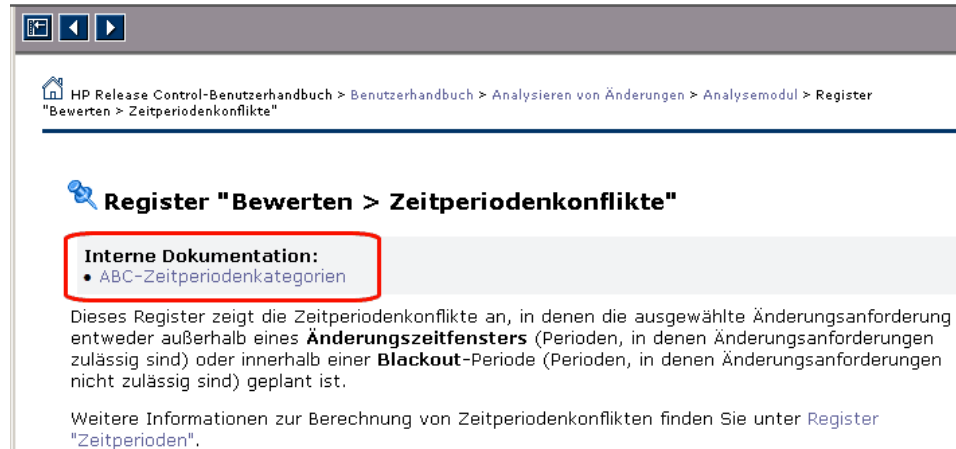 HP Release Control-Benutzerhandbuch > Benutzerhandbuch > Analysieren von Änderungen > Analysemodul > Register
"Bewerten > Zeitperiodenkonflikte"
Register "Bewerten > Zeitperiodenkonflikte"
Interne Dokumentation:
• ABC-Zeitperiodenkategorien
Dieses Register zeigt die Zeitperiodenkonflikte an, in denen die ausgewählte Änderungsanforderung
entweder außerhalb eines Änderungszeitfensters (Perioden, in denen Änderungsanforderungen
zulässig sind) oder innerhalb einer Blackout-Periode (Perioden, in denen Änderungsanforderungen
nicht zulässig sind) geplant ist.
Weitere Informationen zur Berechnung von Zeitperiodenkonflikten finden Sie unter Register
"Zeitperioden".